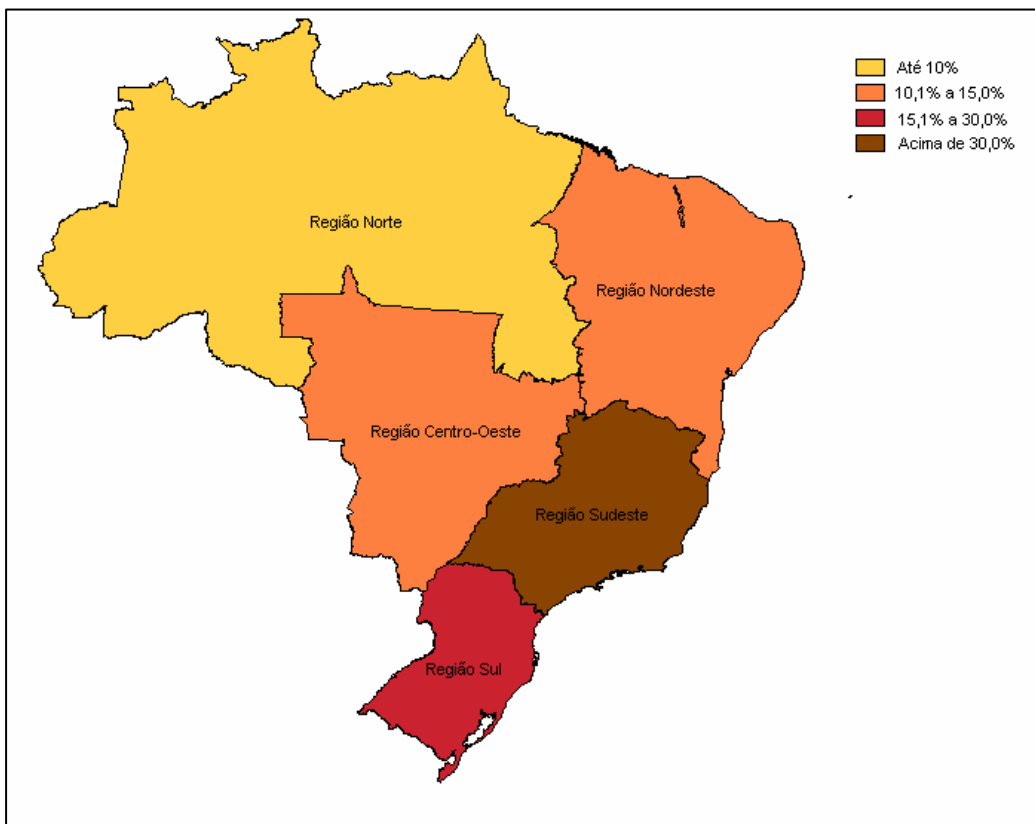 Até 10%
10,1% a 15,0%
15,1% a 30,0%
Acima de 30,0%
Região Norte
Região Nordeste
Região Centro-Oeste
Região Sudeste
Região Sul